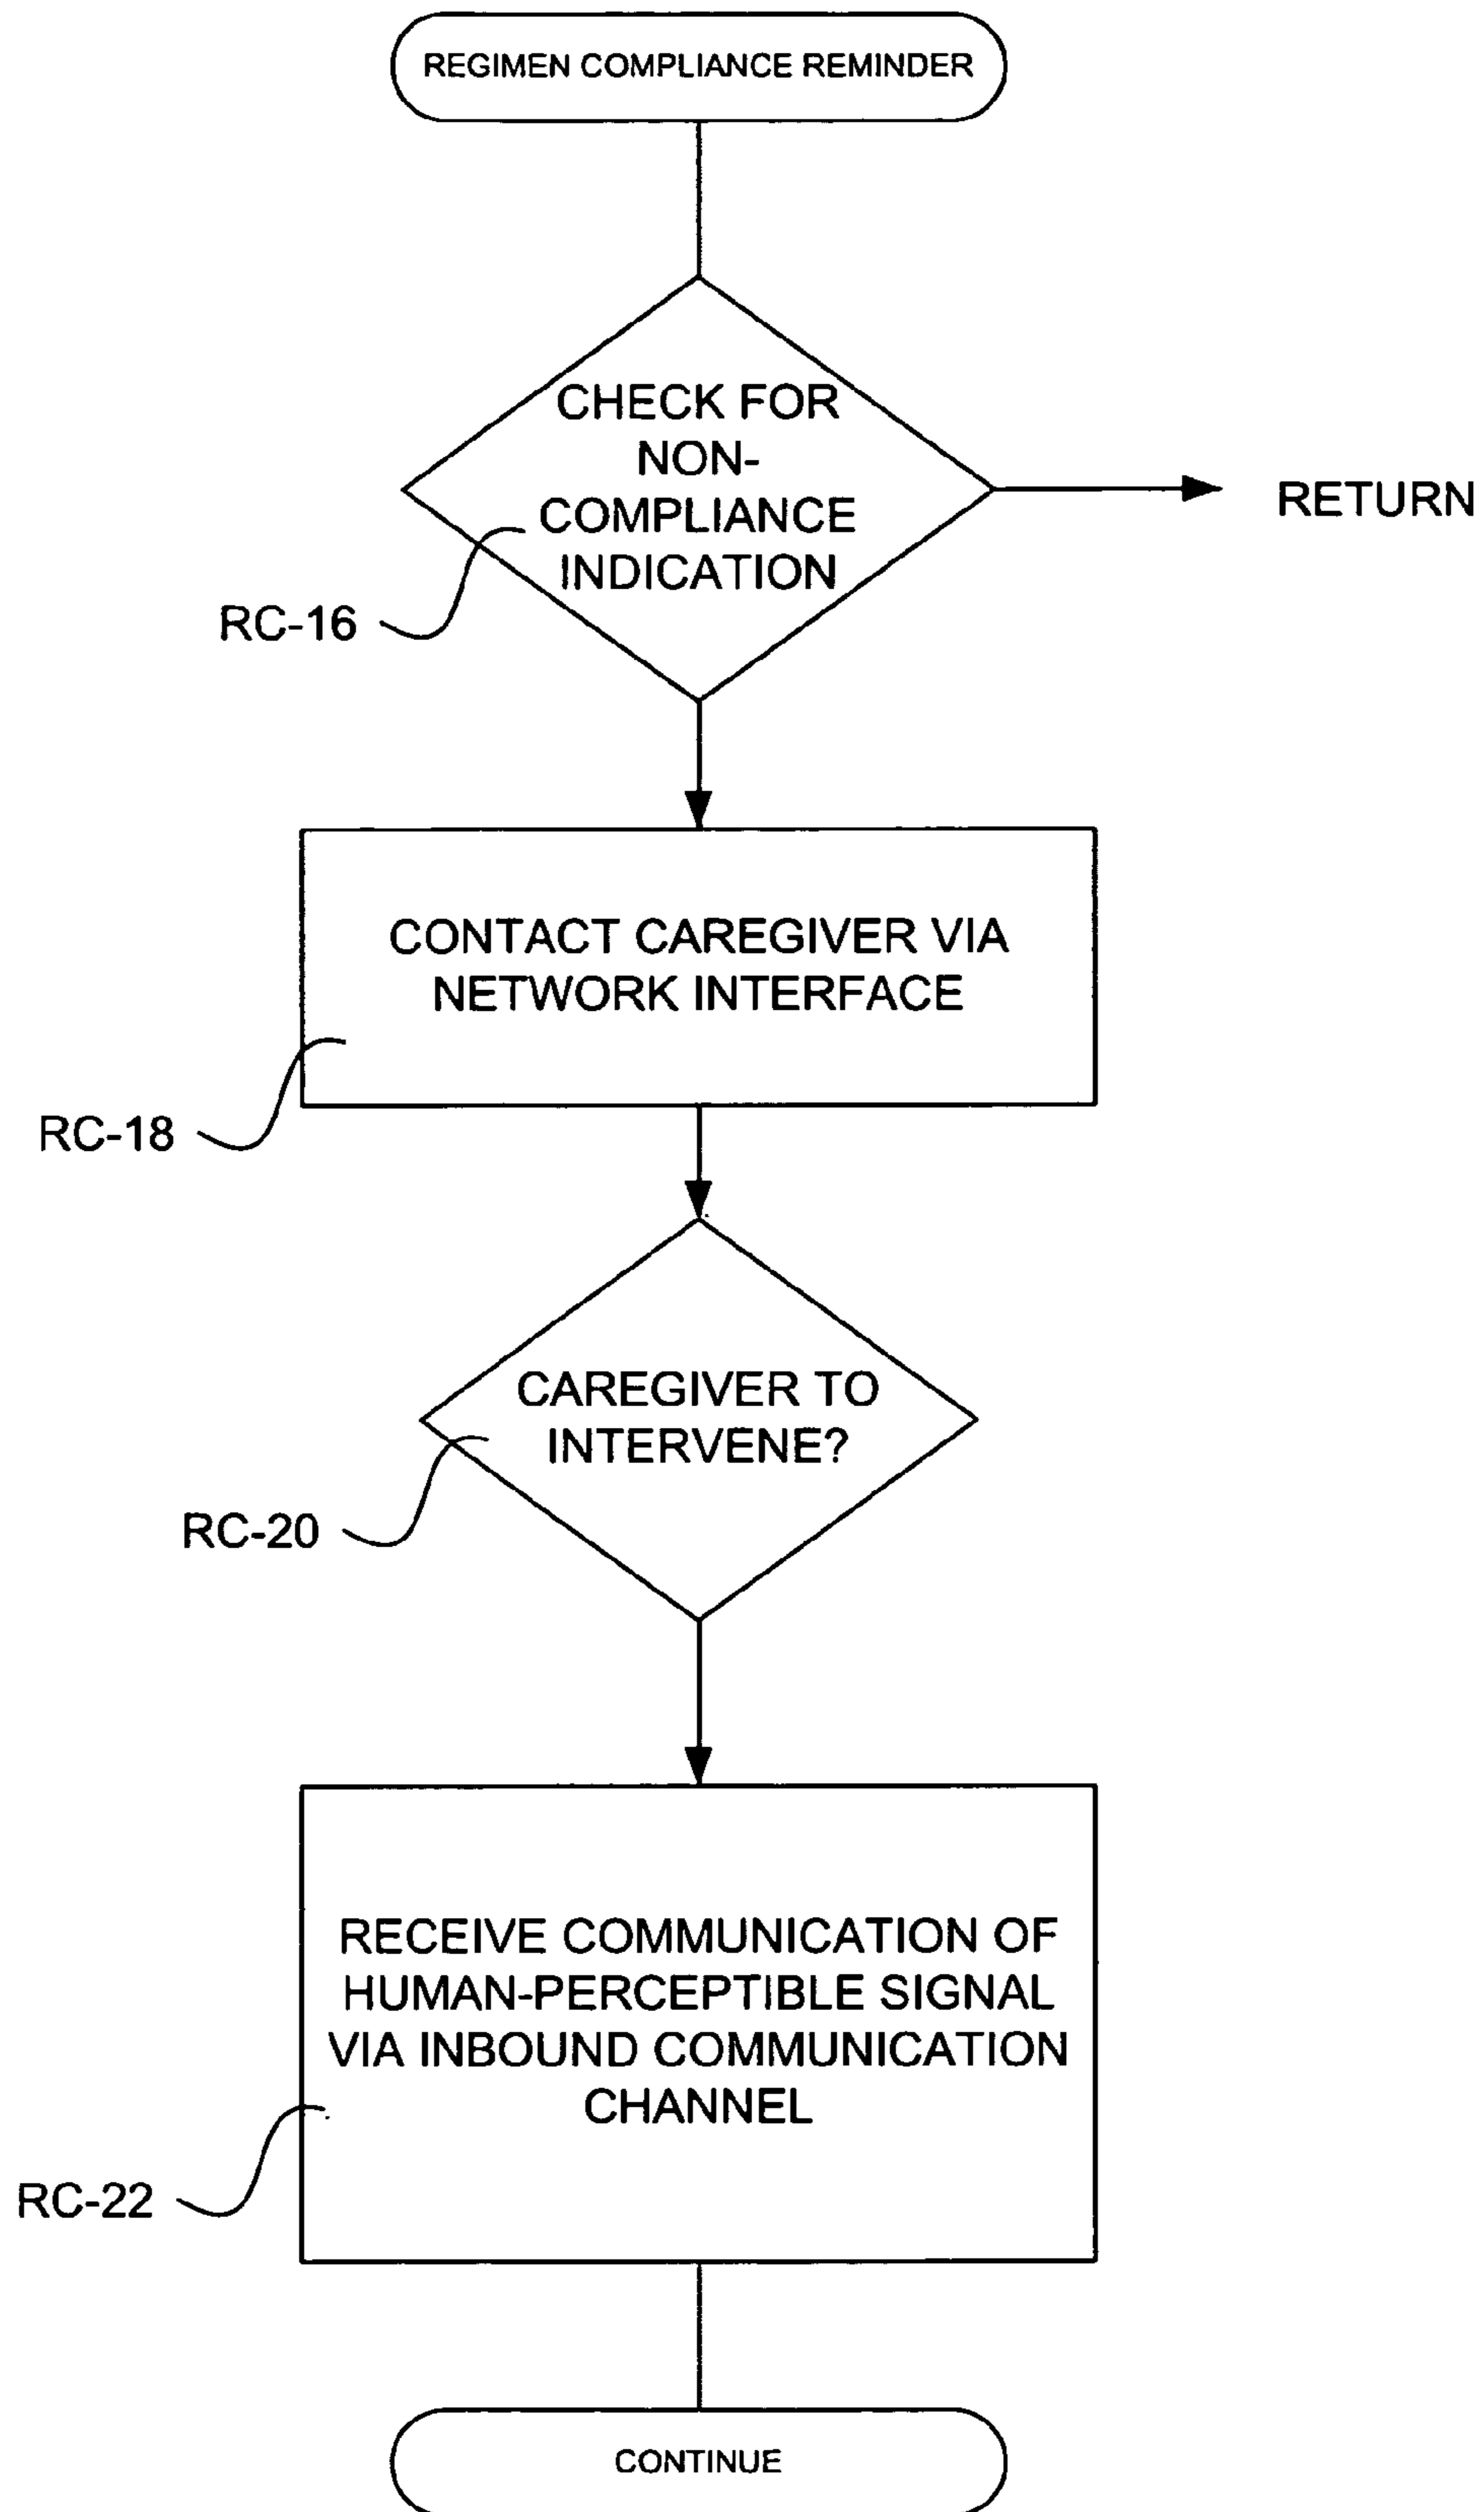 REGIMEN COMPLIANCE REMINDER
CHECK FOR
NON-
COMPLIANCE
INDICATION
RETURN
RC-16
CONTACT CAREGIVER VIA
NETWORK INTERFACE
RC-18
CAREGIVER TO
INTERVENE?
RC-20
RECEIVE COMMUNICATION OF
HUMAN-PERCEPTIBLE SIGNAL
VIA INBOUND COMMUNICATION
CHANNEL
RC-22
CONTINUE